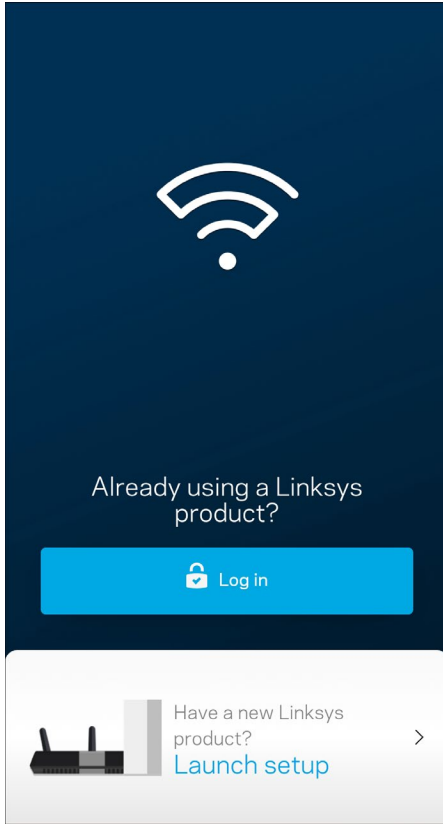 Already using a Linksys
product?
Log in
Have a new Linksys
product?
Launch setup